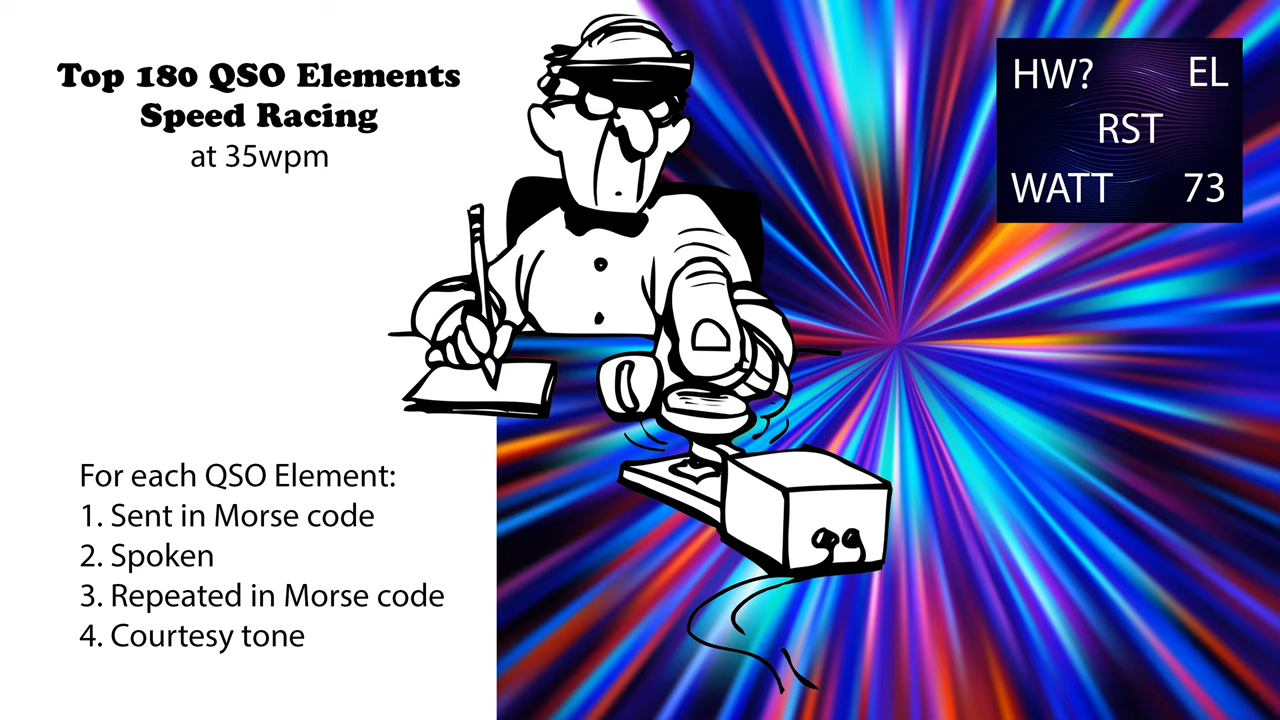 Top 180 QSO Elements
Speed Racing
at 35wpm
HW? EL
RST
WATT 73
For each QSO Element:
1. Sent in Morse code
2. Spoken
3. Repeated in Morse code
4. Courtesy tone